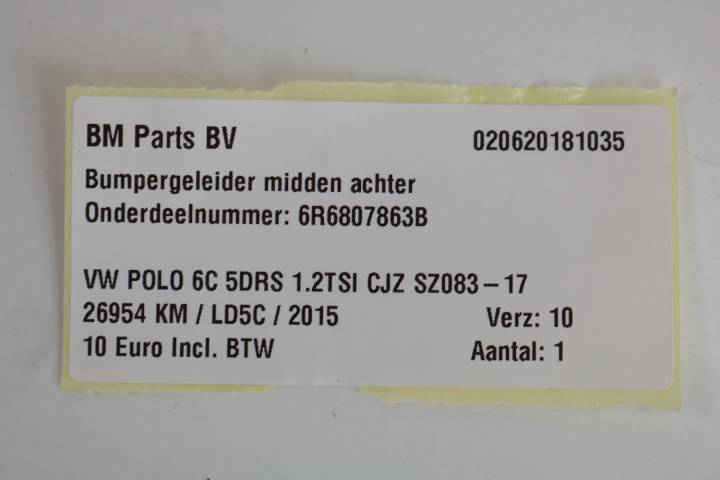 BM Parts BV 020620181035
Bumpergeleider midden achter
Onderdeelnummer: 6R6807863B
VW POLO 6C 5DRS 1.2TSI CJZ SZ083-17
26954 KM / LD5C / 2015 Verz: 10
10 Euro Incl. BTW Aantal: 1